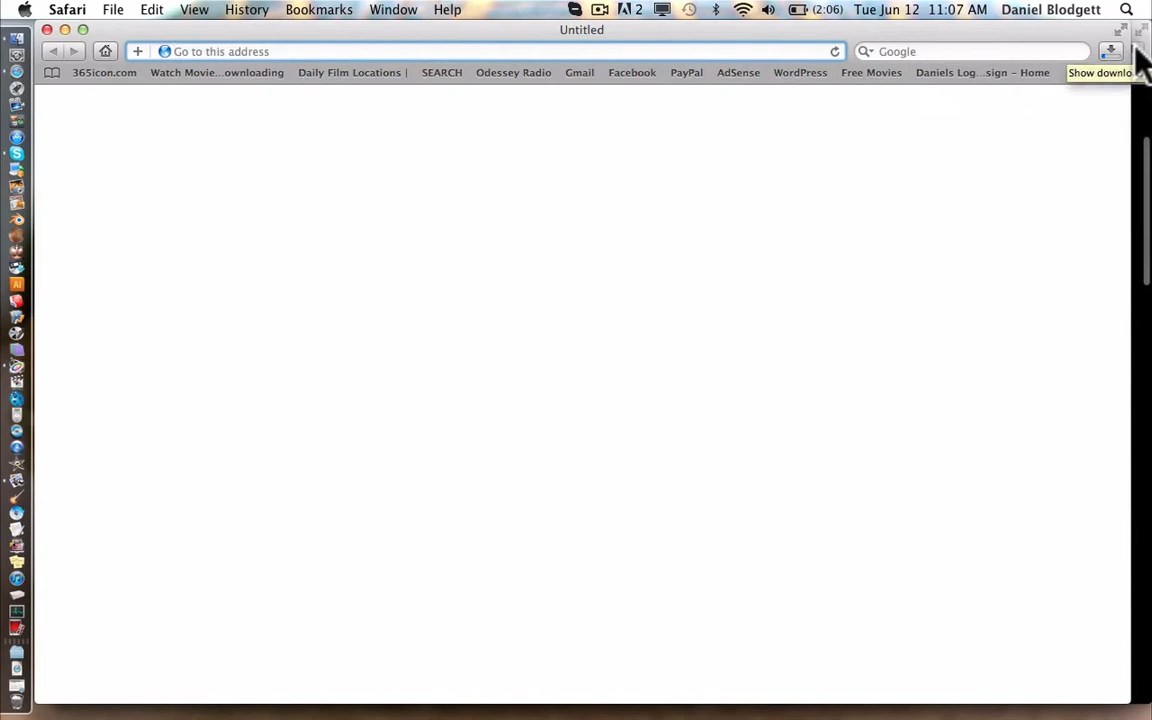 Safari File Edit View History Bookmarks Window Help 2 (2:06) Tue Jun 12 11:07 AM Daniel Blodgett
Untitled
Go to this address Google
365icon.com Watch Movie...ownloading Daily Film Locations | SEARCH Odessey Radio Gmail Facebook PayPal AdSense WordPress Free Movies Daniels Log...sign – Home Show downlo
Ai